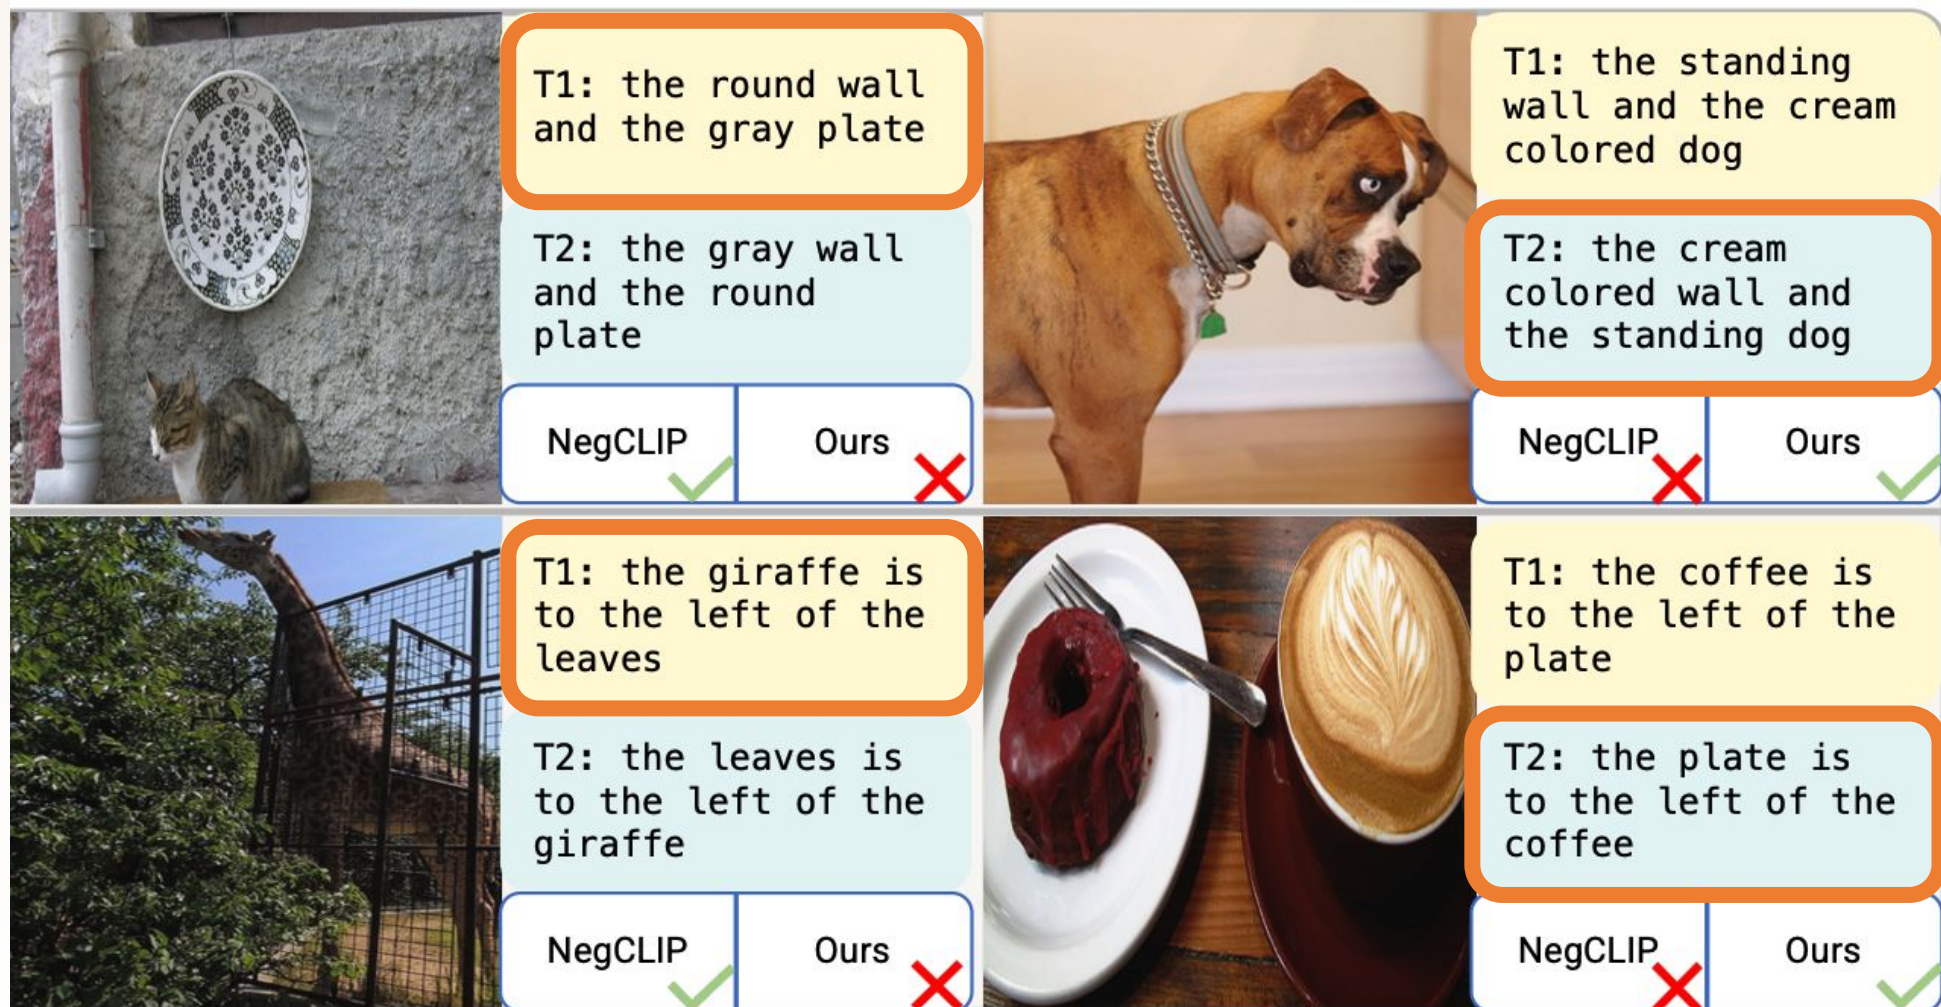 T1: the round wall
and the gray plate
T2: the gray wall
and the round
plate
NegCLIP
Ours
T1: the standing
wall and the cream
colored dog
T2: the cream
colored wall and
the standing dog
NegCLIP
Ours
T1: the giraffe is
to the left of the
leaves
T2: the leaves is
to the left of the
giraffe
NegCLIP
Ours
T1: the coffee is
to the left of the
plate
T2: the plate is
to the left of the
coffee
NegCLIP
Ours